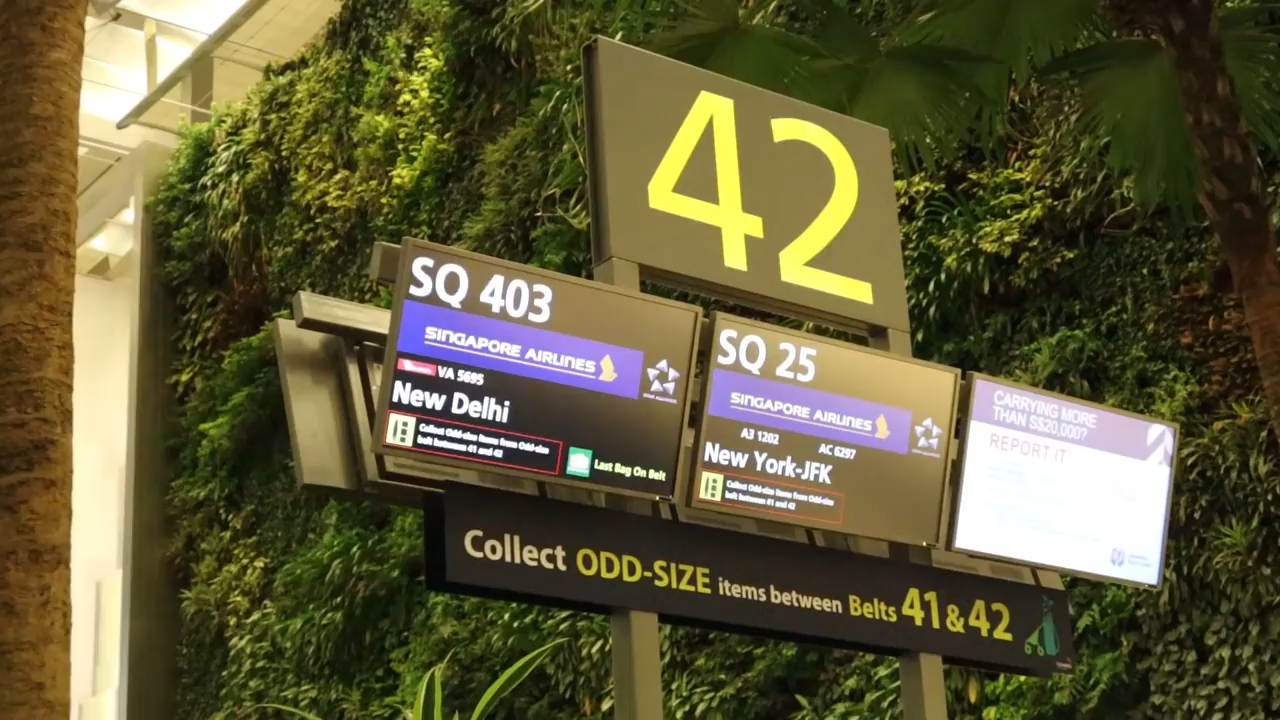 42
SQ 403
SINGAPORE AIRLINES
VA 5695
New Delhi
Collect Odd-size items from Odd-size
belt between 41 and 42
Last Bag On Belt
SQ 25
SINGAPORE AIRLINES
A3 1202 AC 6297
New York-JFK
Collect Odd-size items from Odd-size
belt between 41 and 42
CARRYING MORE
THAN S$20,000?
REPORT IT
Collect ODD-SIZE items between Belts 41 & 42